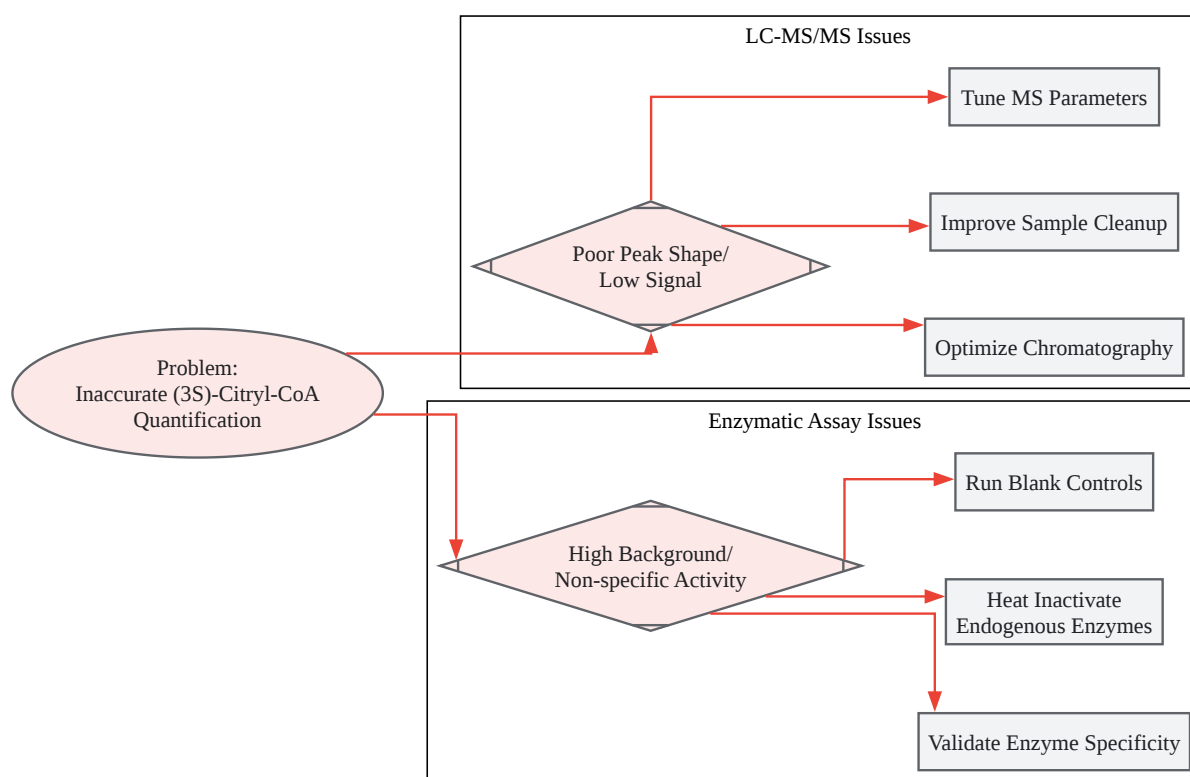 LC-MS/MS Issues
Tune MS Parameters
Improve Sample Cleanup
Poor Peak Shape/
Low Signal
Optimize Chromatography
Problem:
Inaccurate (3S)-Citryl-CoA
Quantification
Enzymatic Assay Issues
Run Blank Controls
High Background/
Non-specific Activity
Heat Inactivate
Endogenous Enzymes
Validate Enzyme Specificity